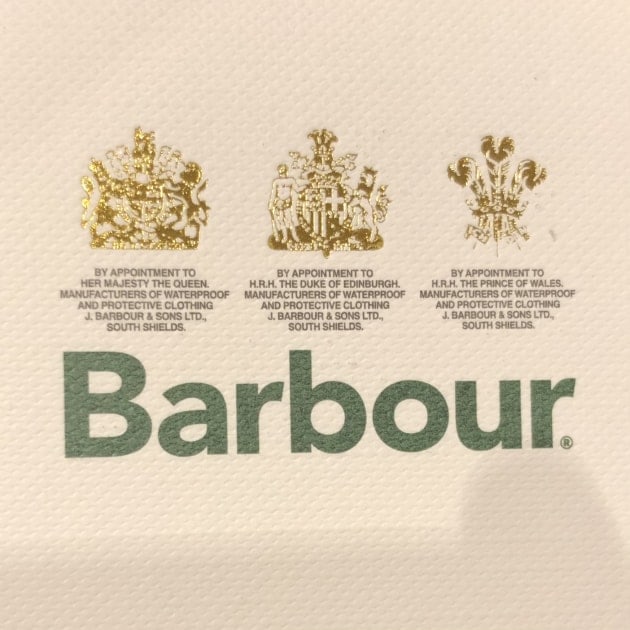 BY APPOINTMENT TO
HER MAJESTY THE QUEEN.
MANUFACTURERS OF WATERPROOF
AND PROTECTIVE CLOTHING
J. BARBOUR & SONS LTD.,
SOUTH SHIELDS.
BY APPOINTMENT TO
H.R.H. THE DUKE OF EDINBURGH.
MANUFACTURERS OF WATERPROOF
AND PROTECTIVE CLOTHING
J. BARBOUR & SONS LTD.,
SOUTH SHIELDS.
BY APPOINTMENT TO
H.R.H. THE PRINCE OF WALES.
MANUFACTURERS OF WATERPROOF
AND PROTECTIVE CLOTHING
J. BARBOUR & SONS LTD.,
SOUTH SHIELDS.
Barbour®